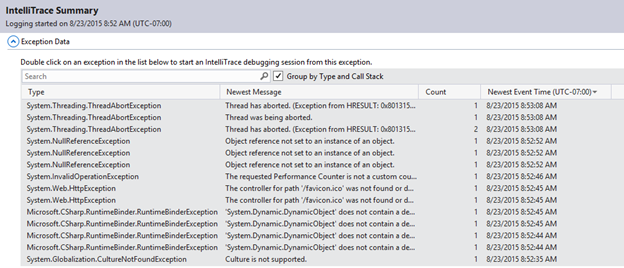 IntelliTrace Summary
Logging started on 8/23/2015 8:52 AM (UTC-07:00)
Exception Data
Double click on an exception in the list below to start an IntelliTrace debugging session from this exception.
Search Group by Type and Call Stack
Type Newest Message Count Newest Event Time (UTC-07:00)
System.Threading.ThreadAbortException Thread has aborted. (Exception from HRESULT: 0x801315... 1 8/23/2015 8:53:08 AM
System.Threading.ThreadAbortException Thread was being aborted. 1 8/23/2015 8:53:08 AM
System.Threading.ThreadAbortException Thread has aborted. (Exception from HRESULT: 0x801315... 2 8/23/2015 8:53:08 AM
System.NullReferenceException Object reference not set to an instance of an object. 1 8/23/2015 8:52:52 AM
System.NullReferenceException Object reference not set to an instance of an object. 1 8/23/2015 8:52:52 AM
System.NullReferenceException Object reference not set to an instance of an object. 1 8/23/2015 8:52:52 AM
System.InvalidOperationException The requested Performance Counter is not a custom cou... 1 8/23/2015 8:52:46 AM
System.Web.HttpException The controller for path '/favicon.ico' was not found or d... 1 8/23/2015 8:52:45 AM
System.Web.HttpException The controller for path '/favicon.ico' was not found or d... 1 8/23/2015 8:52:45 AM
Microsoft.CSharp.RuntimeBinder.RuntimeBinderException 'System.Dynamic.DynamicObject' does not contain a de... 1 8/23/2015 8:52:45 AM
Microsoft.CSharp.RuntimeBinder.RuntimeBinderException 'System.Dynamic.DynamicObject' does not contain a de... 1 8/23/2015 8:52:45 AM
Microsoft.CSharp.RuntimeBinder.RuntimeBinderException 'System.Dynamic.DynamicObject' does not contain a de... 1 8/23/2015 8:52:44 AM
Microsoft.CSharp.RuntimeBinder.RuntimeBinderException 'System.Dynamic.DynamicObject' does not contain a de... 1 8/23/2015 8:52:44 AM
System.Globalization.CultureNotFoundException Culture is not supported. 1 8/23/2015 8:52:35 AM